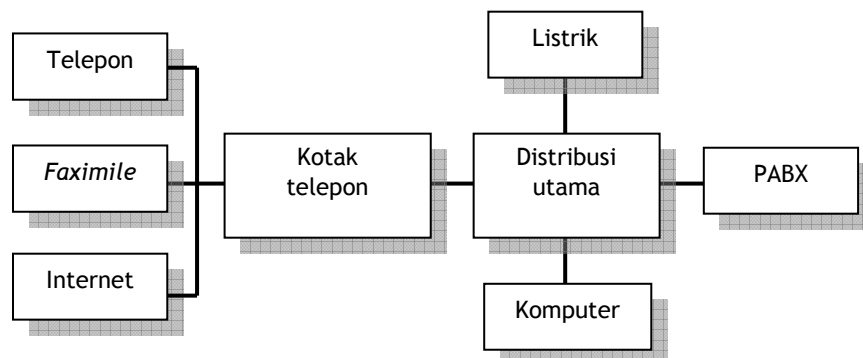 Telepon
Faximile
Internet
Kotak
telepon
Listrik
Distribusi
utama
Komputer
PABX